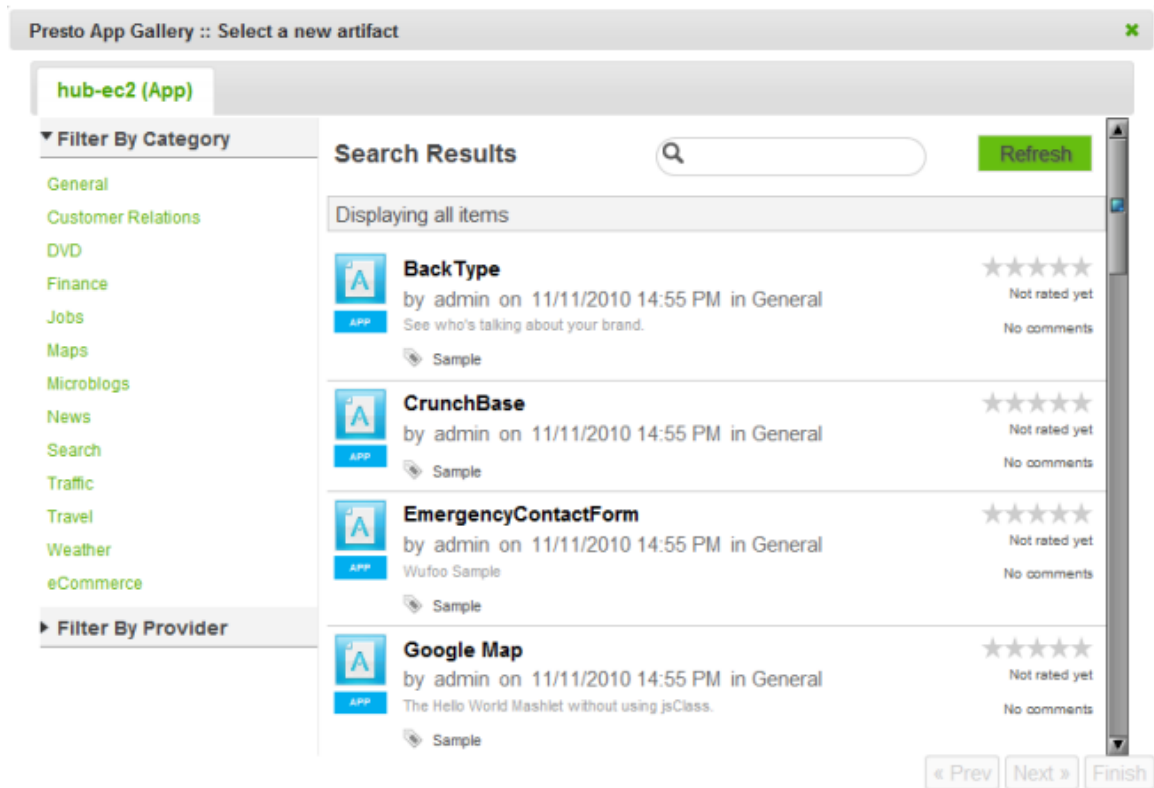 Presto App Gallery :: Select a new artifact
hub-ec2 (App)
Filter By Category
General
Customer Relations
DVD
Finance
Jobs
Maps
Microblogs
News
Search
Traffic
Travel
Weather
eCommerce
Filter By Provider
Search Results
Refresh
Displaying all items
BackType
by admin on 11/11/2010 14:55 PM in General
See who's talking about your brand.
Sample
Not rated yet
No comments
CrunchBase
by admin on 11/11/2010 14:55 PM in General
Sample
Not rated yet
No comments
EmergencyContactForm
by admin on 11/11/2010 14:55 PM in General
Wufoo Sample
Sample
Not rated yet
No comments
Google Map
by admin on 11/11/2010 14:55 PM in General
The Hello World Mashlet without using jsClass.
Sample
Not rated yet
No comments
A
APP
A
APP
A
APP
A
APP
« Prev
Next »
Finish